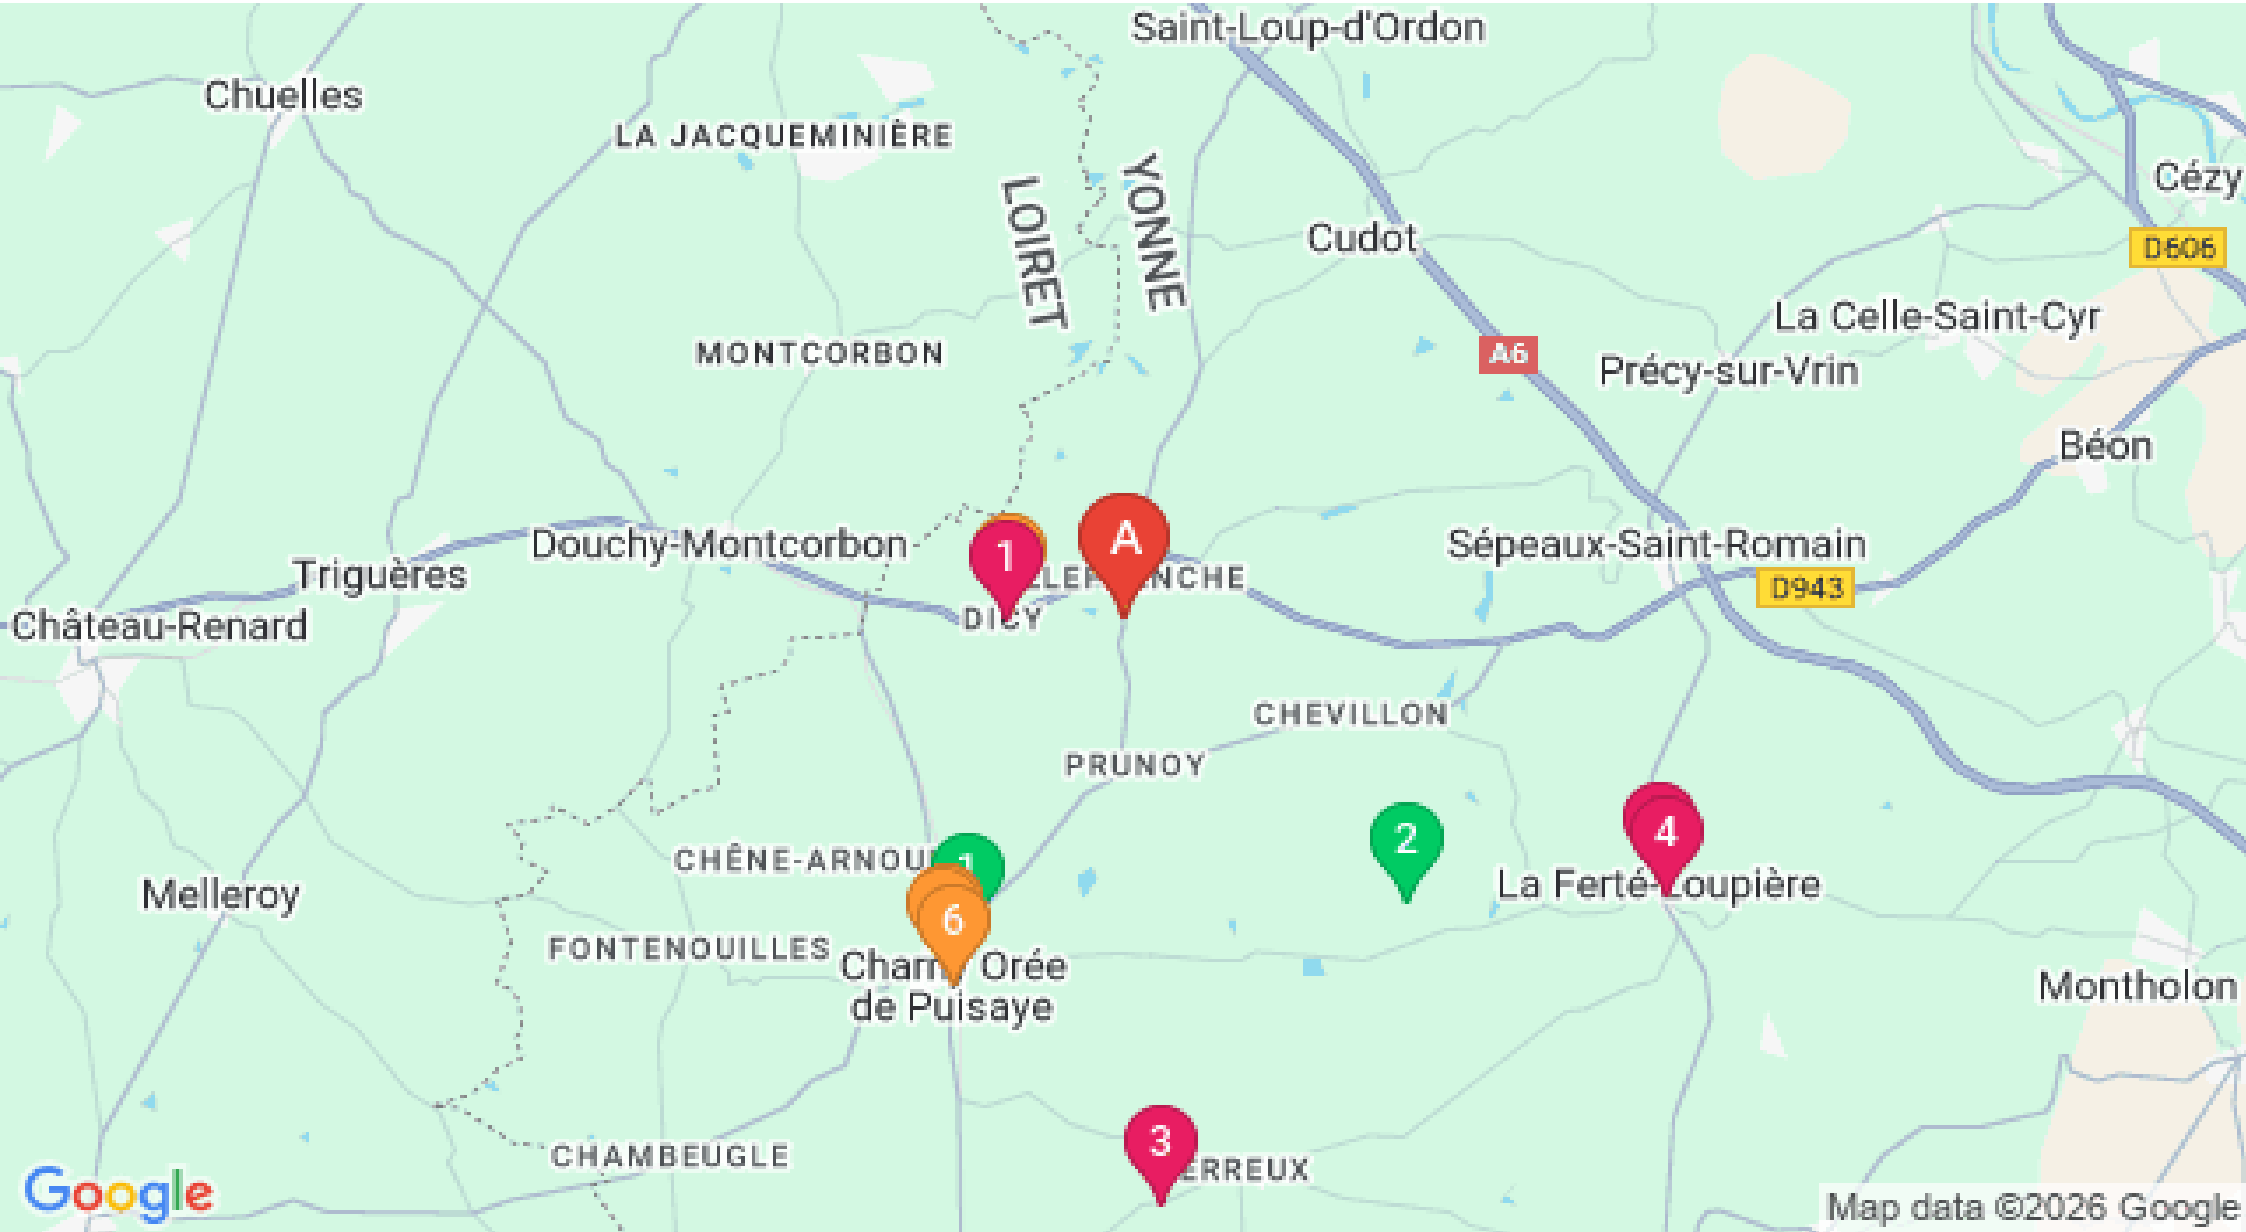 Saint-Loup-d'Ordon
Chuelles
LA JACQUEMINIÈRE
YONNE
LOIRET
Cézy
Cudot
D606
La Celle-Saint-Cyr
MONTCORBON
A6
Précy-sur-Vrin
Béon
A
Douchy-Montcorbon
1
Sépeaux-Saint-Romain
Triguères
D943
DICY
Château-Renard
CHEVILLON
PRUNOY
2
4
1
CHÊNE-ARNOU
La Ferté-Loupière
Melleroy
6
FONTENOUILLES
Orée
de Puisaye
Montholon
3
CHAMBEUGLE
Google
Map data ©2026 Google